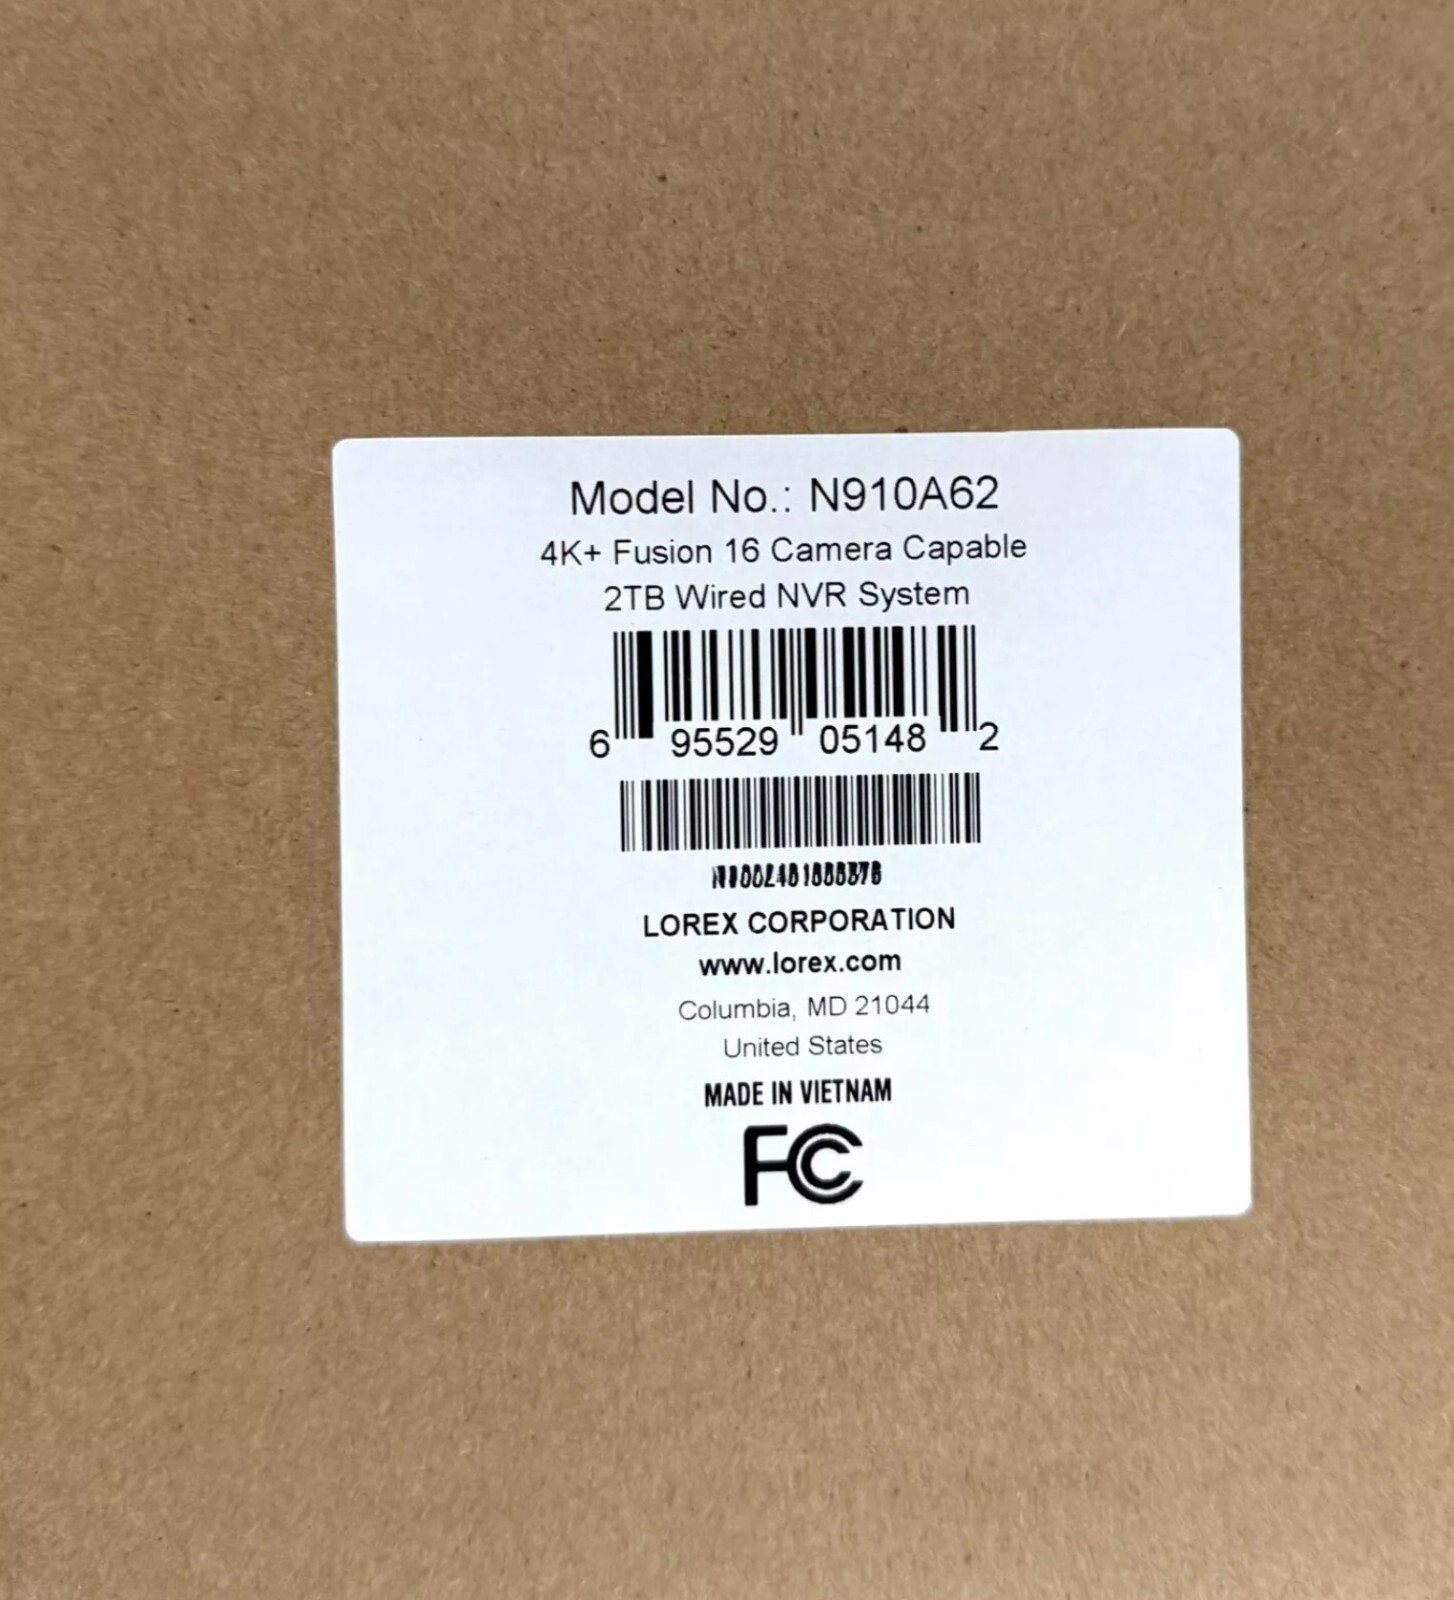 Model No.: N910A62
4K+ Fusion 16 Camera Capable
2TB Wired NVR System
6 95529 05148 2
LOREX CORPORATION
www.lorex.com
Columbia, MD 21044
United States
MADE IN VIETNAM
FC